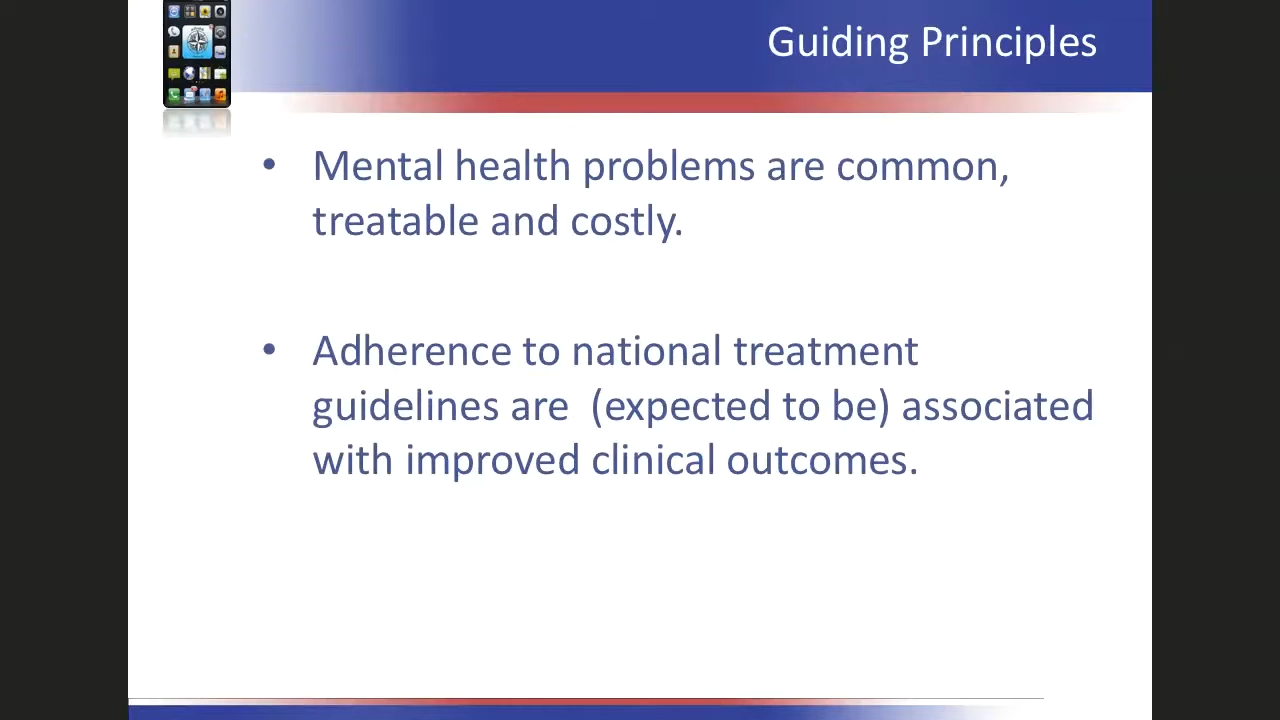 Guiding Principles
• Mental health problems are common,
treatable and costly.
• Adherence to national treatment
guidelines are  (expected to be) associated
with improved clinical outcomes.